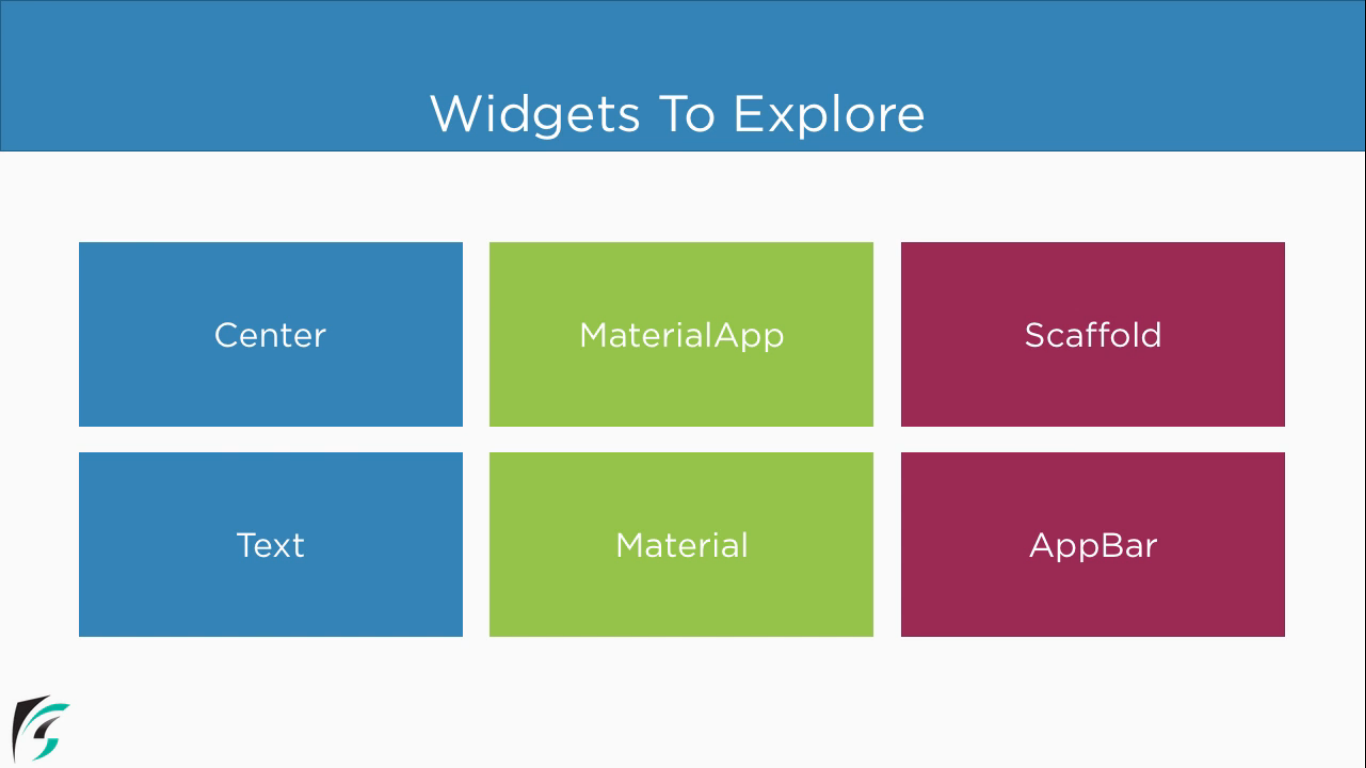 Widgets To Explore
Center
MaterialApp
Scaffold
Text
Material
AppBar